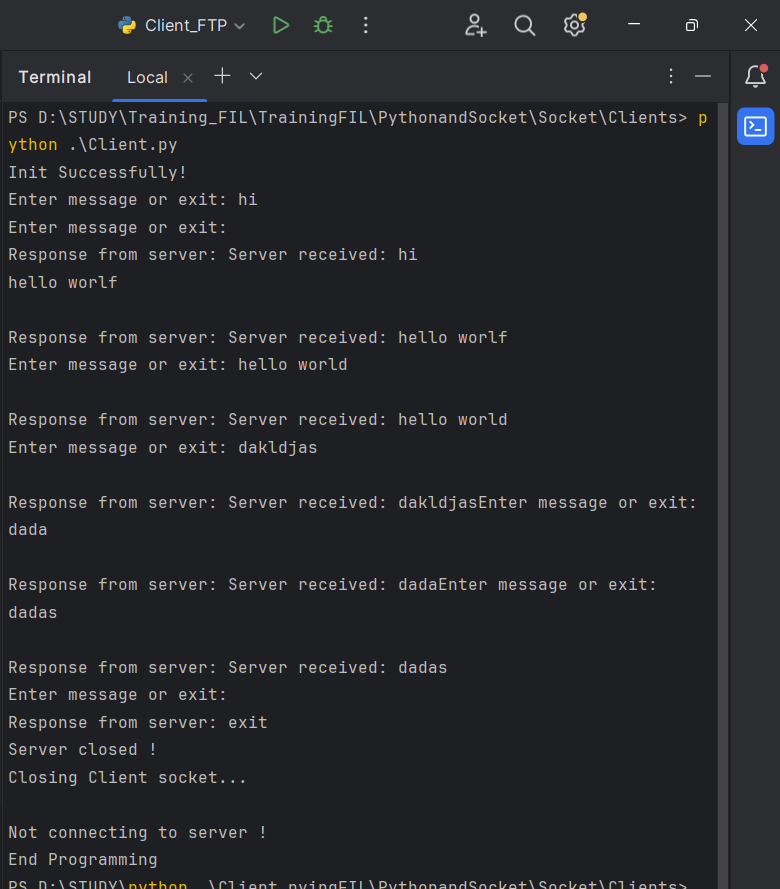 Client_FTP
Terminal
Local
PS D:\STUDY\Training_FIL\TrainingFIL\PythonandSocket\Socket\Clients> p
ython .\Client.py
Init Successfully!
Enter message or exit: hi
Enter message or exit:
Response from server: Server received: hi
hello worlf
Response from server: Server received: hello worlf
Enter message or exit: hello world
Response from server: Server received: hello world
Enter message or exit: dakldjas
Response from server: Server received: dakldjasEnter message or exit:
dada
Response from server: Server received: dadaEnter message or exit:
dadas
Response from server: Server received: dadas
Enter message or exit:
Response from server: exit
Server closed !
Closing Client socket...
Not connecting to server !
End Programming
PS D:\STUDY\python .\Client.pyingFIL\PythonandSocket\Socket\Clients>